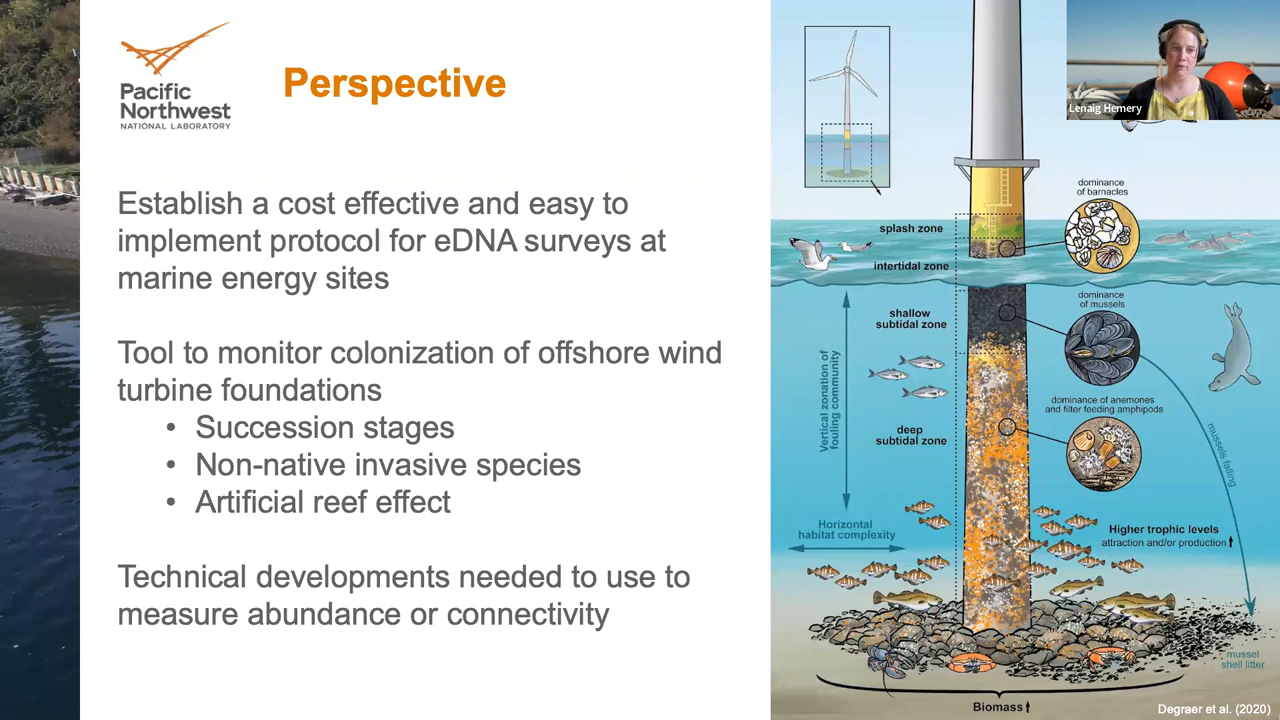 Pacific
Northwest
NATIONAL LABORATORY
Perspective
Establish a cost effective and easy to
implement protocol for eDNA surveys at
marine energy sites
Tool to monitor colonization of offshore wind
turbine foundations
• Succession stages
• Non-native invasive species
• Artificial reef effect
Technical developments needed to use to
measure abundance or connectivity
Lenaig Hemery
dominance
of barnacles
splash zone
intertidal zone
dominance
of mussels
shallow
subtidal zone
Vertical zonation of
fouling community
dominance of anemones
and filter feeding amphipods
deep
subtidal zone
mussels falling
Horizontal
habitat complexity
Higher trophic levels
attraction and/or production
mussel
shell litter
Biomass
Degraer et al. (2020)